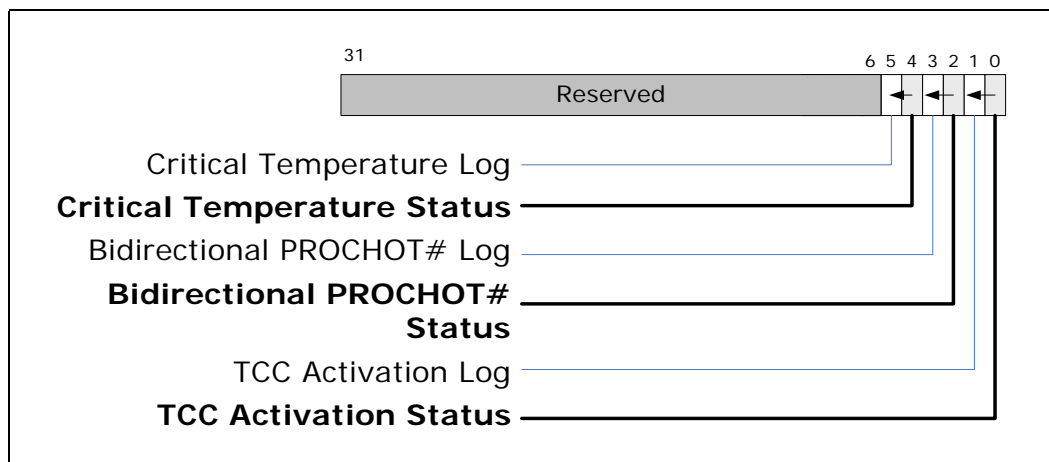 31
6 5 4 3 2 1 0
Reserved
Critical Temperature Log
Critical Temperature Status
Bidirectional PROCHOT# Log
Bidirectional PROCHOT#
Status
TCC Activation Log
TCC Activation Status